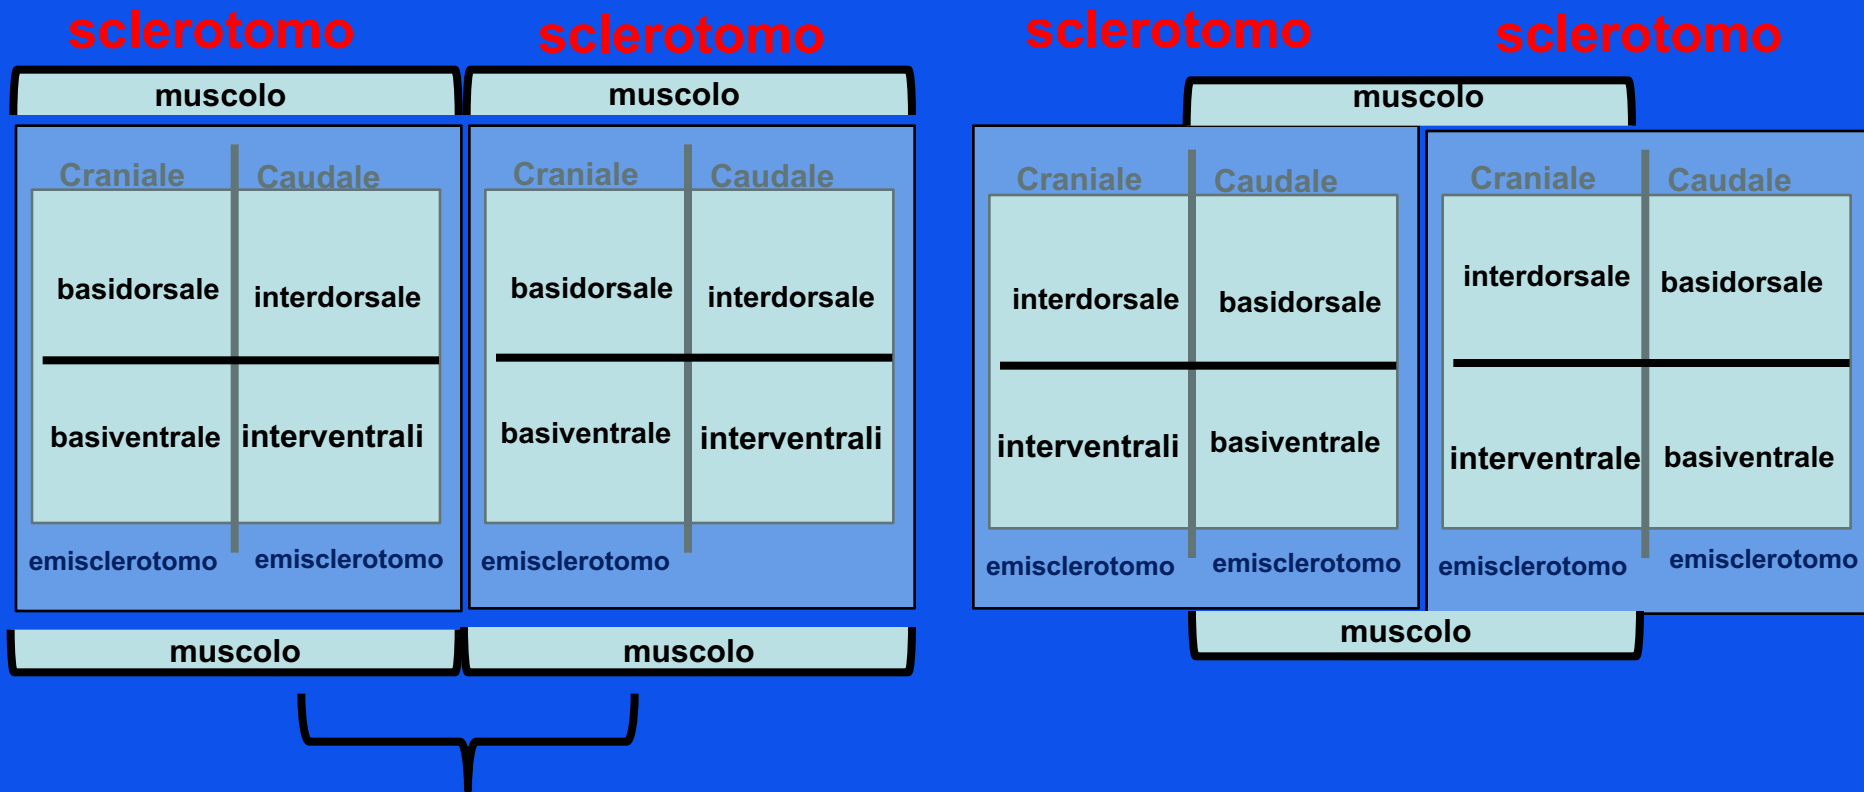 sclerotomo sclerotomo sclerotomo sclerotomo
muscolo muscolo muscolo
Craniale Caudale Craniale Caudale Craniale Caudale Craniale Caudale
basidorsale interdorsale basidorsale interdorsale interdorsale basidorsale interdorsale basidorsale
basiventrale interventrali basiventrale interventrali interventrali basiventrale interventrale basiventrale
emisclerotomo emisclerotomo emisclerotomo emisclerotomo emisclerotomo emisclerotomo emisclerotomo
muscolo muscolo muscolo